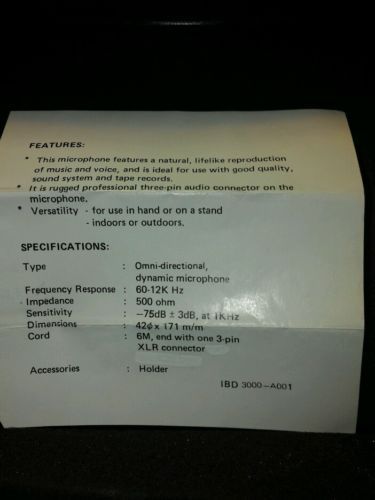 FEATURES:
* This microphone features a natural, lifelike reproduction
of music and voice, and is ideal for use with good quality,
sound system and tape records.
* It is rugged professional three-pin audio connector on the
microphone.
* Versatility - for use in hand or on a stand
- indoors or outdoors.
SPECIFICATIONS:
Type : Omni-directional,
dynamic microphone
Frequency Response : 60-12K Hz
Impedance : 500 ohm
Sensitivity : −75dB ± 3dB, at 1KHz
Dimensions : 42ϕ x 171 m/m
Cord : 6M, end with one 3-pin
XLR connector
Accessories : Holder
IBD 3000−A001